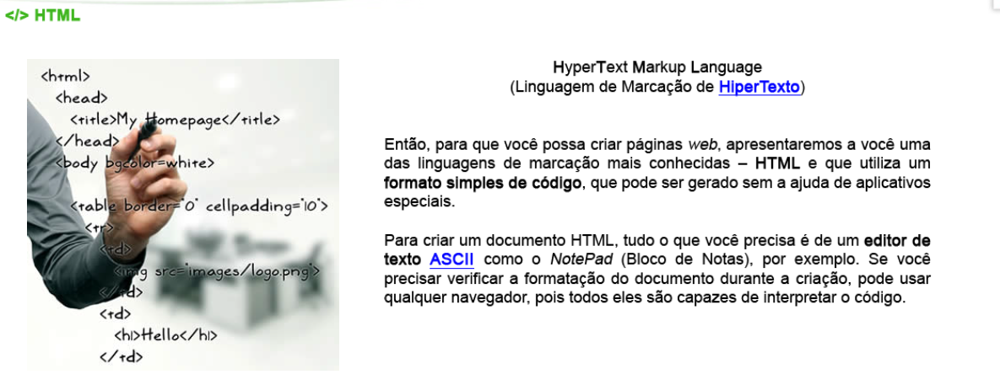 </> HTML
<html>
<head>
<title>My Homepage</title>
</head>
<body bgcolor=white>
<table border="0" cellpadding="10">
<tr>
<td>
<img src="images/logo.png">
</td>
<td>
<h1>Hello</h1>
</td>
HyperText Markup Language
(Linguagem de Marcação de HiperTexto)
Então, para que você possa criar páginas web, apresentaremos a você uma
das linguagens de marcação mais conhecidas – HTML e que utiliza um
formato simples de código, que pode ser gerado sem a ajuda de aplicativos
especiais.
Para criar um documento HTML, tudo o que você precisa é de um editor de
texto ASCII como o NotePad (Bloco de Notas), por exemplo. Se você
precisar verificar a formatação do documento durante a criação, pode usar
qualquer navegador, pois todos eles são capazes de interpretar o código.